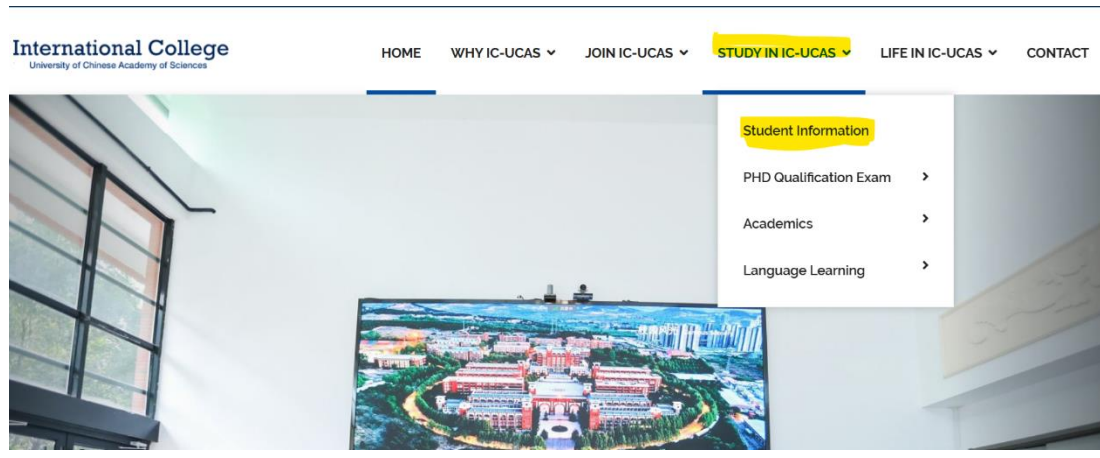 International College
University of Chinese Academy of Sciences
HOME WHY IC-UCAS JOIN IC-UCAS STUDY IN IC-UCAS LIFE IN IC-UCAS CONTACT
Student Information
PHD Qualification Exam
Academics
Language Learning